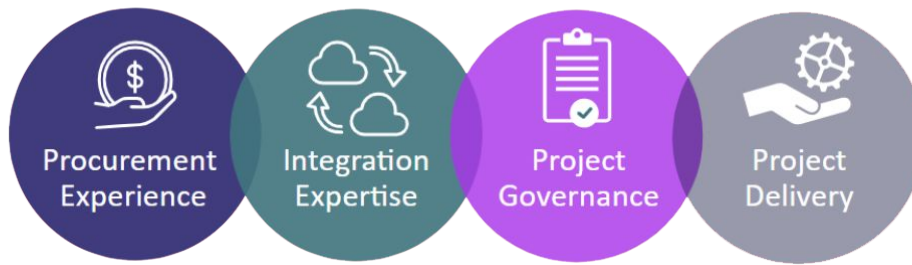 $
Procurement
Experience
Integration
Expertise
Project
Governance
Project
Delivery